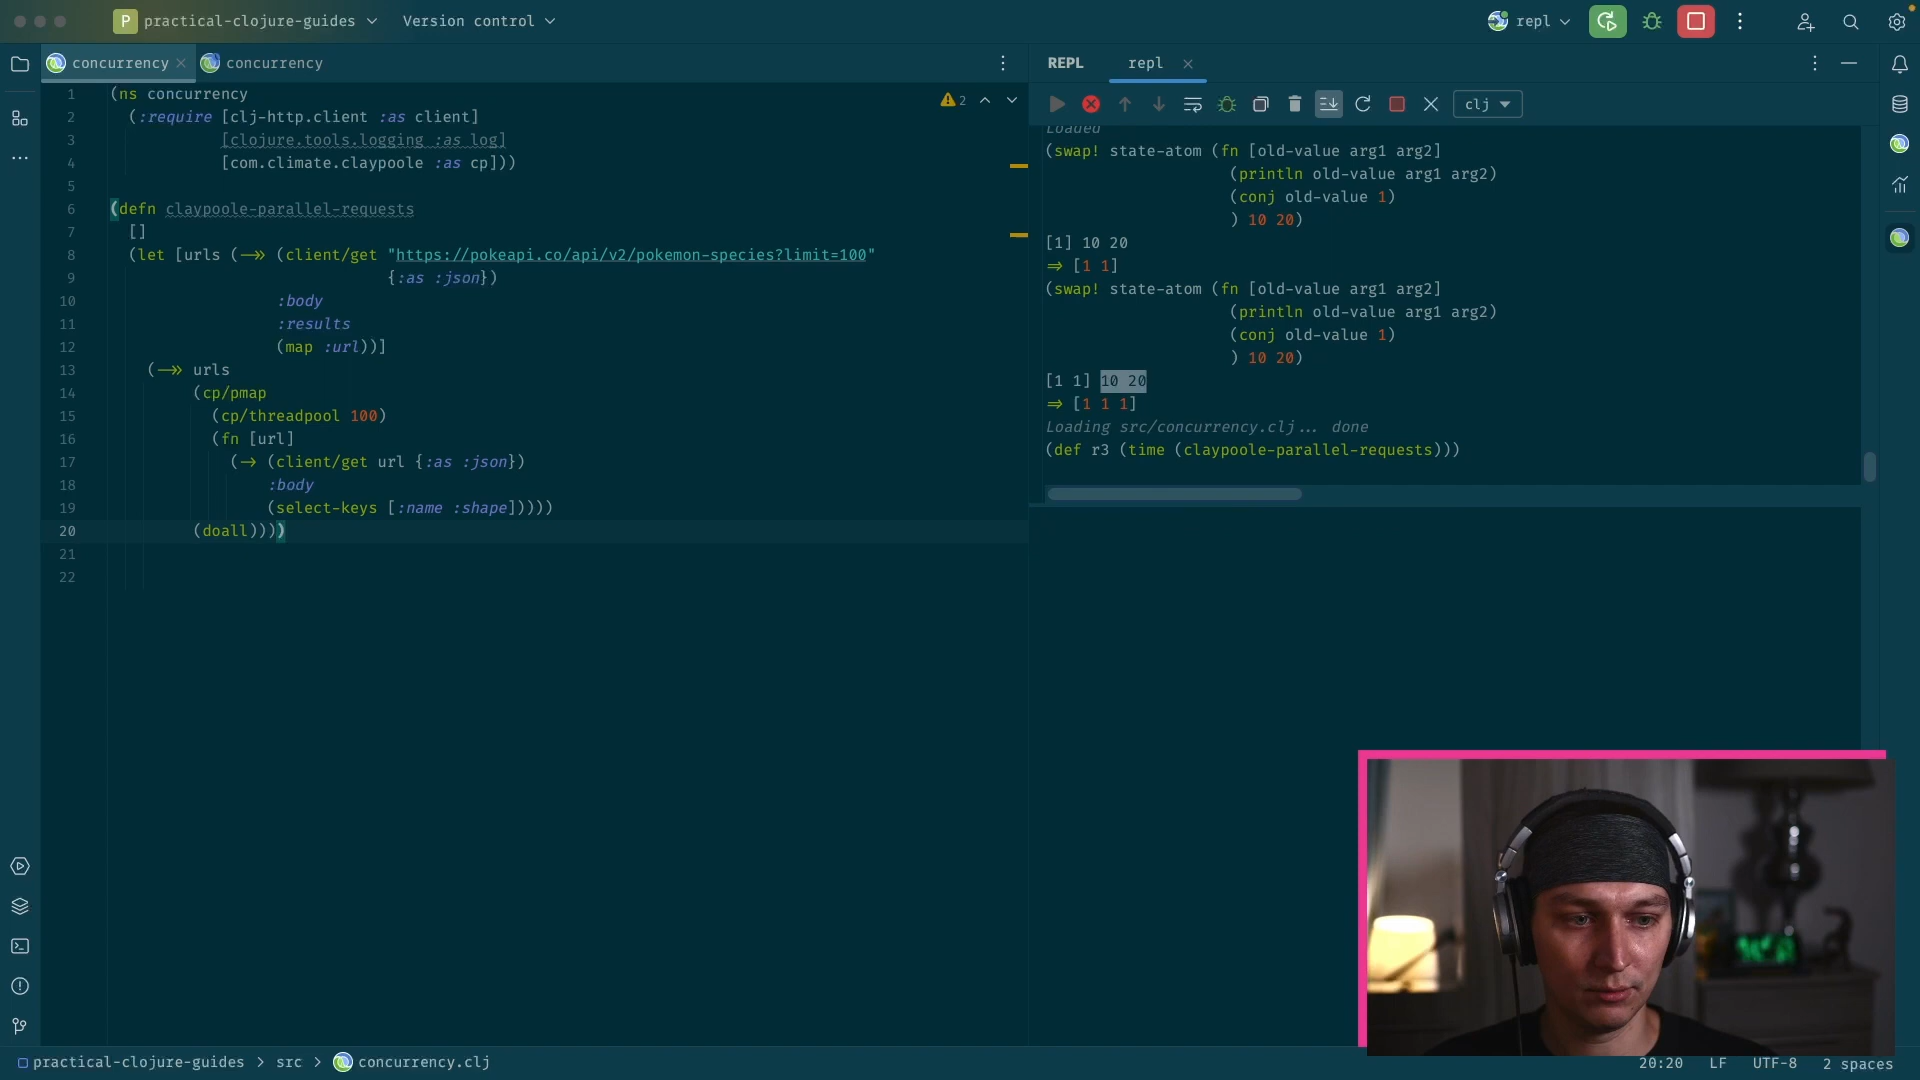 P practical-clojure-guides Version control repl
concurrency concurrency
REPL repl
2
clj
1 (ns concurrency
2 (:require [clj-http.client :as client]
3 [clojure.tools.logging :as log]
4 [com.climate.claypoole :as cp]))
5
6 (defn claypoole-parallel-requests
7 []
8 (let [urls (->> (client/get "https://pokeapi.co/api/v2/pokemon-species?limit=100"
9 {:as :json})
10 :body
11 :results
12 (map :url))]
13 (->> urls
14 (cp/pmap
15 (cp/threadpool 100)
16 (fn [url]
17 (-> (client/get url {:as :json})
18 :body
19 (select-keys [:name :shape]))))
20 (doall))))
21
22
Loaded
(swap! state-atom (fn [old-value arg1 arg2]
(println old-value arg1 arg2)
(conj old-value 1)
) 10 20)
[1] 10 20
=> [1 1]
(swap! state-atom (fn [old-value arg1 arg2]
(println old-value arg1 arg2)
(conj old-value 1)
) 10 20)
[1 1] 10 20
=> [1 1 1]
Loading src/concurrency.clj... done
(def r3 (time (claypoole-parallel-requests)))
practical-clojure-guides > src > concurrency.clj
20:20 LF UTF-8 2 spaces